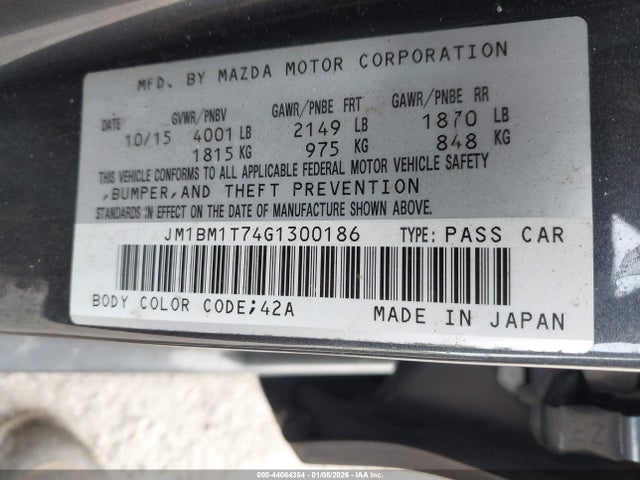 MFD. BY MAZDA MOTOR CORPORATION
DATE GVWR/PNBV GAWR/PNBE FRT GAWR/PNBE RR
10/15 4001 LB 2149 LB 1870 LB
1815 KG 975 KG 848 KG
THIS VEHICLE CONFORMS TO ALL APPLICABLE FEDERAL MOTOR VEHICLE SAFETY
,BUMPER,AND THEFT PREVENTION
STANDARDS IN EFFECT ON THE DATE OF MANUFACTURE SHOWN ABOVE.
JM1BM1T74G1300186 TYPE: PASS CAR
BODY COLOR CODE;42A MADE IN JAPAN
EZ
000-44064354 | 01/08/2026 | IAA Inc.